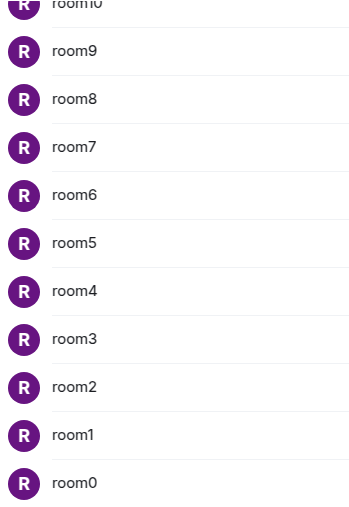 R room10
R room9
R room8
R room7
R room6
R room5
R room4
R room3
R room2
R room1
R room0